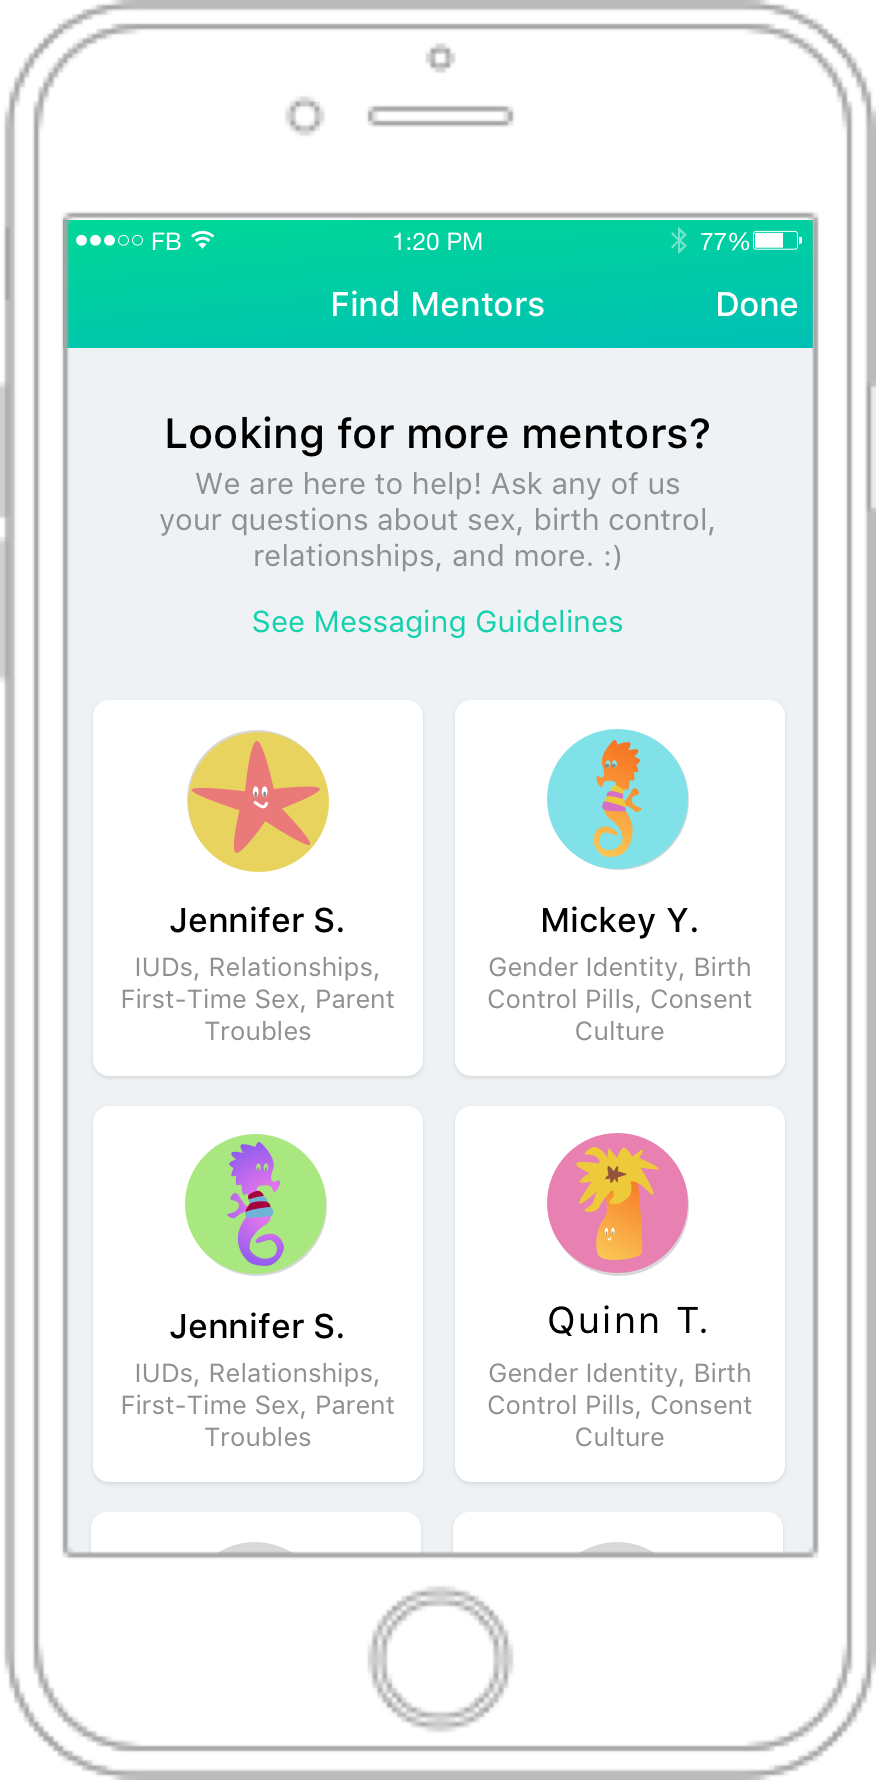 FB 1:20 PM 77%
Find Mentors Done
Looking for more mentors?
We are here to help! Ask any of us
your questions about sex, birth control,
relationships, and more. :)
See Messaging Guidelines
Jennifer S.
IUDs, Relationships,
First-Time Sex, Parent
Troubles
Mickey Y.
Gender Identity, Birth
Control Pills, Consent
Culture
Jennifer S.
IUDs, Relationships,
First-Time Sex, Parent
Troubles
Quinn T.
Gender Identity, Birth
Control Pills, Consent
Culture